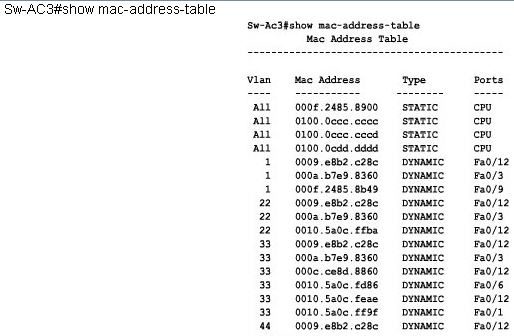 Sw-AC3#show mac-address-table
Sw-Ac3#show mac-address-table
Mac Address Table
-------------------------------------------
Vlan Mac Address Type Ports
---- ----------- -------- -----
All 000f.2485.8900 STATIC CPU
All 0100.0ccc.cccc STATIC CPU
All 0100.0ccc.cccd STATIC CPU
All 0100.0cdd.dddd STATIC CPU
1 0009.e8b2.c28c DYNAMIC Fa0/12
1 000a.b7e9.8360 DYNAMIC Fa0/3
1 000f.2485.8b49 DYNAMIC Fa0/9
22 0009.e8b2.c28c DYNAMIC Fa0/12
22 000a.b7e9.8360 DYNAMIC Fa0/3
22 0010.5a0c.ffba DYNAMIC Fa0/12
33 0009.e8b2.c28c DYNAMIC Fa0/12
33 000a.b7e9.8360 DYNAMIC Fa0/3
33 000c.ce8d.8860 DYNAMIC Fa0/12
33 0010.5a0c.fd86 DYNAMIC Fa0/6
33 0010.5a0c.feae DYNAMIC Fa0/12
33 0010.5a0c.ff9f DYNAMIC Fa0/1
44 0009.e8b2.c28c DYNAMIC Fa0/12